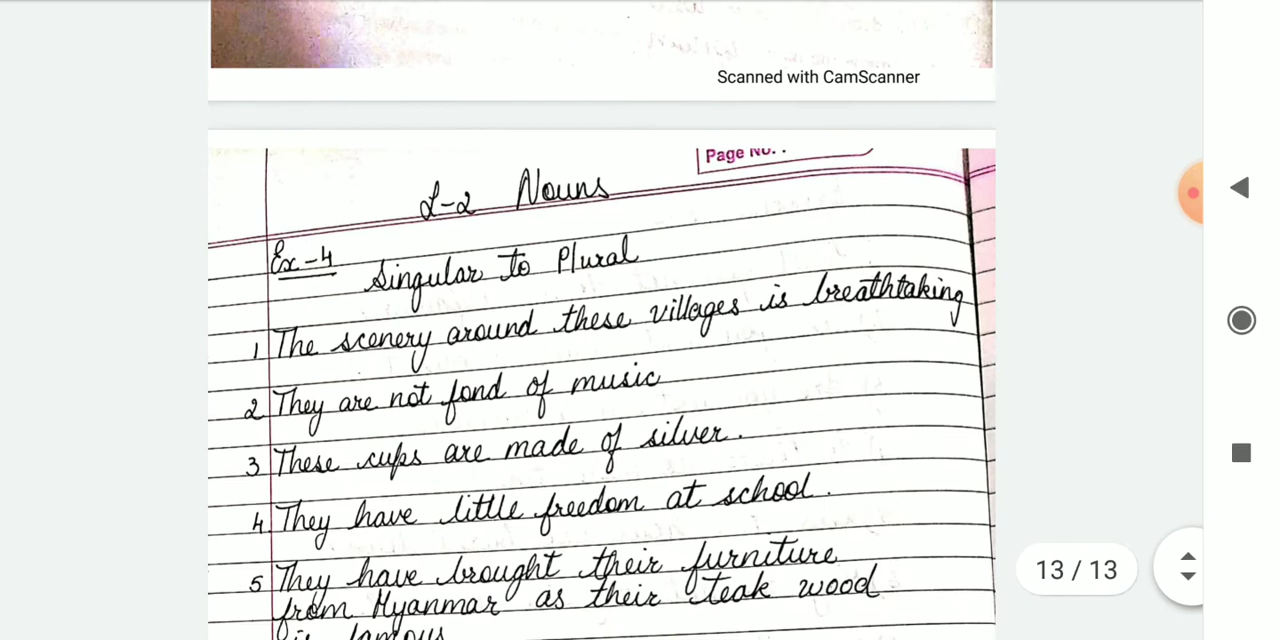 Scanned with CamScanner
Page No. :
L-2 Nouns
Ex-4 Singular to Plural
1 The scenery around these villages is breathtaking
2 They are not fond of music
3 These cups are made of silver.
4. They have little freedom at school.
5 They have brought their furniture
from Myanmar as their teak wood
is famous
13 / 13